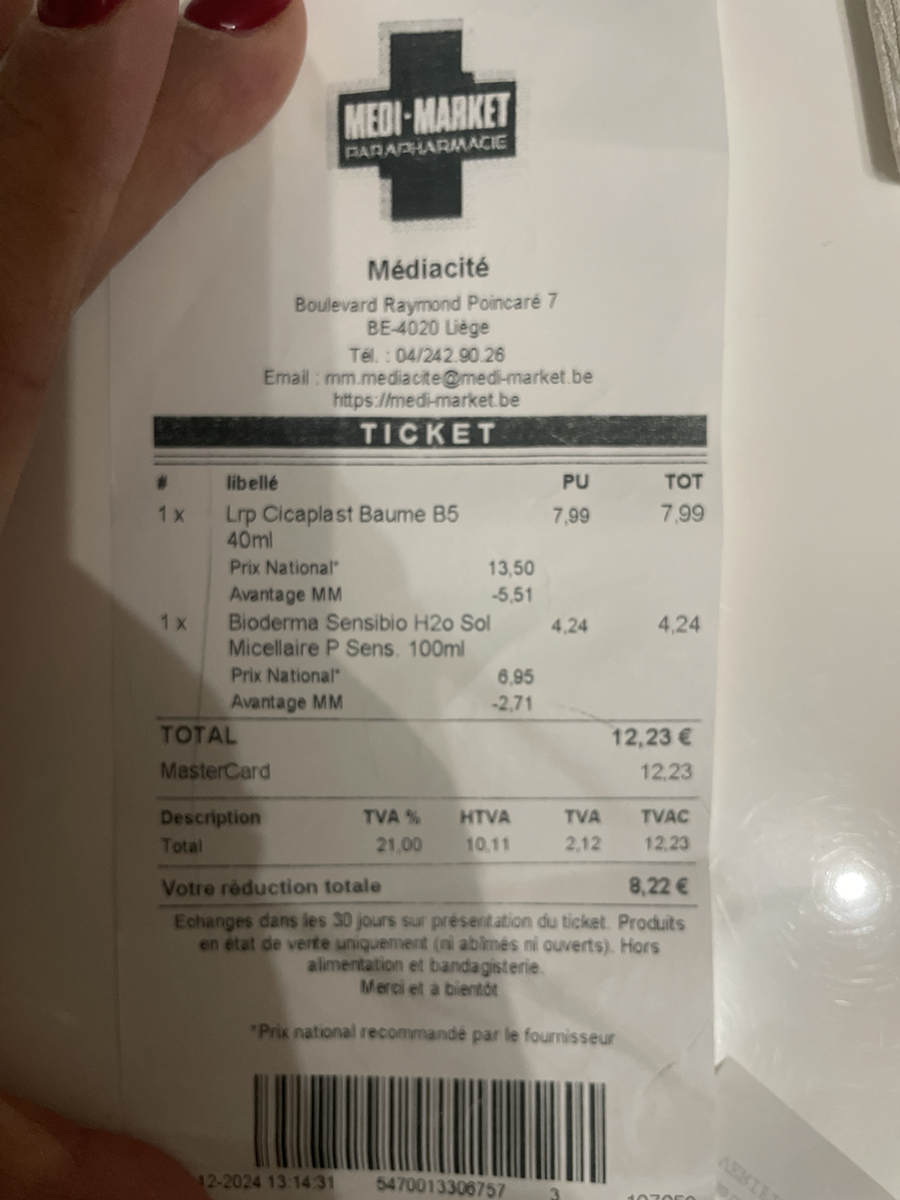 MEDI-MARKET
PARAPHARMACIE
Médiacité
Boulevard Raymond Poincaré 7
BE-4020 Liège
Tél. : 04/242.90.26
Email : mm.mediacite@medi-market.be
https://medi-market.be
TICKET
# libellé PU TOT
1 x Lrp Cicaplast Baume B5 7,99 7,99
40ml
Prix National* 13,50
Avantage MM -5,51
1 x Bioderma Sensibio H2o Sol 4,24 4,24
Micellaire P Sens. 100ml
Prix National* 6,95
Avantage MM -2,71
TOTAL 12,23 €
MasterCard 12,23
Description TVA % HTVA TVA TVAC
Total 21,00 10,11 2,12 12,23
Votre réduction totale 8,22 €
Echanges dans les 30 jours sur présentation du ticket. Produits
en état de vente uniquement (ni abîmés ni ouverts). Hors
alimentation et bandagisterie.
Merci et à bientôt
*Prix national recommandé par le fournisseur
12-2024 13:14:31 5470013306757 3